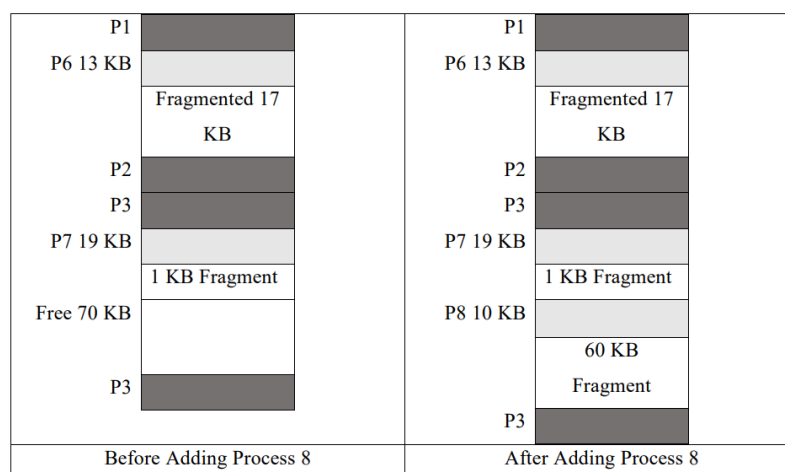 P1
P6 13 KB
Fragmented 17
KB
P2
P3
P7 19 KB
1 KB Fragment
Free 70 KB
P3
Before Adding Process 8
P1
P6 13 KB
Fragmented 17
KB
P2
P3
P7 19 KB
1 KB Fragment
P8 10 KB
60 KB
Fragment
P3
After Adding Process 8